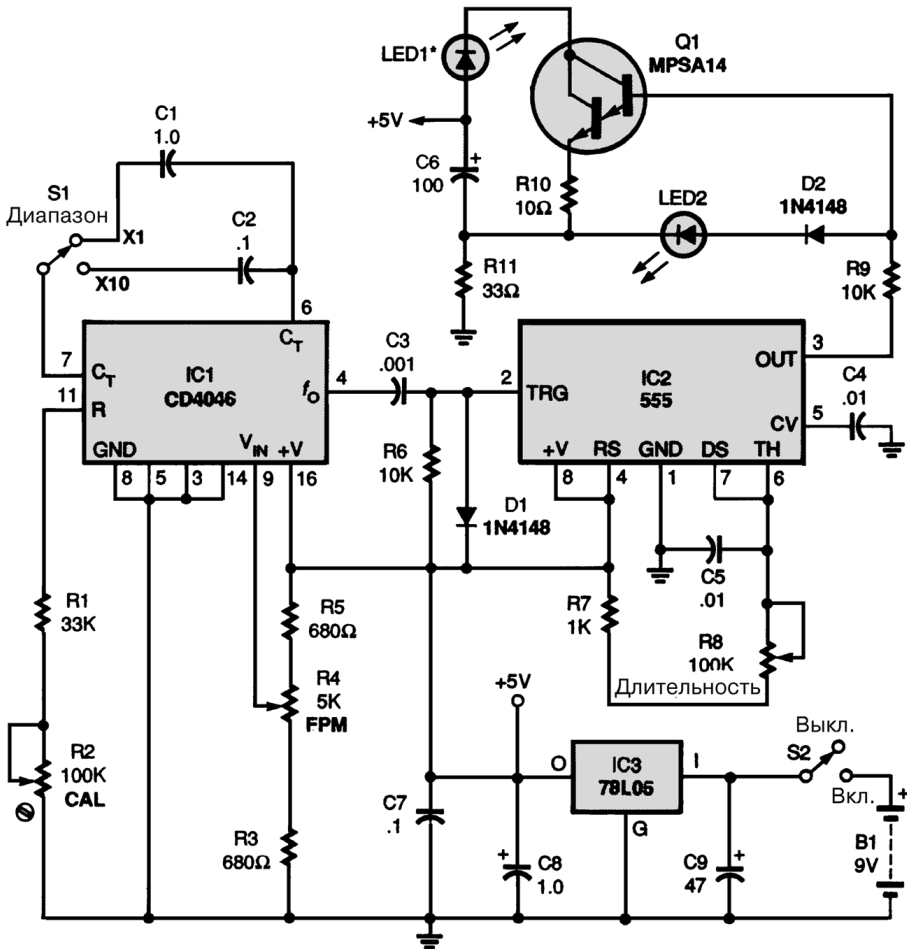 LED1*
Q1
MPSA14
+5V
C1
1.0
C6
100
+
S1
Диапазон
X1
C2
.1
X10
R10
10Ω
LED2
D2
1N4148
R11
33Ω
R9
10K
6
C_T
7
C_T
11
R
IC1
CD4046
f_O
4
C3
.001
2
TRG
IC2
555
OUT
3
CV
5
C4
.01
GND
V_IN
+V
8
5
3
14
9
16
R6
10K
+V
RS
GND
DS
TH
8
4
1
7
6
D1
1N4148
C5
.01
R1
33K
R5
680Ω
R7
1K
R8
100K
Длительность
R4
5K
FPM
+5V
R2
100K
CAL
O
IC3
78L05
I
G
Выкл.
S2
Вкл.
R3
680Ω
C7
.1
+
C8
1.0
C9
47
+
+
B1
9V